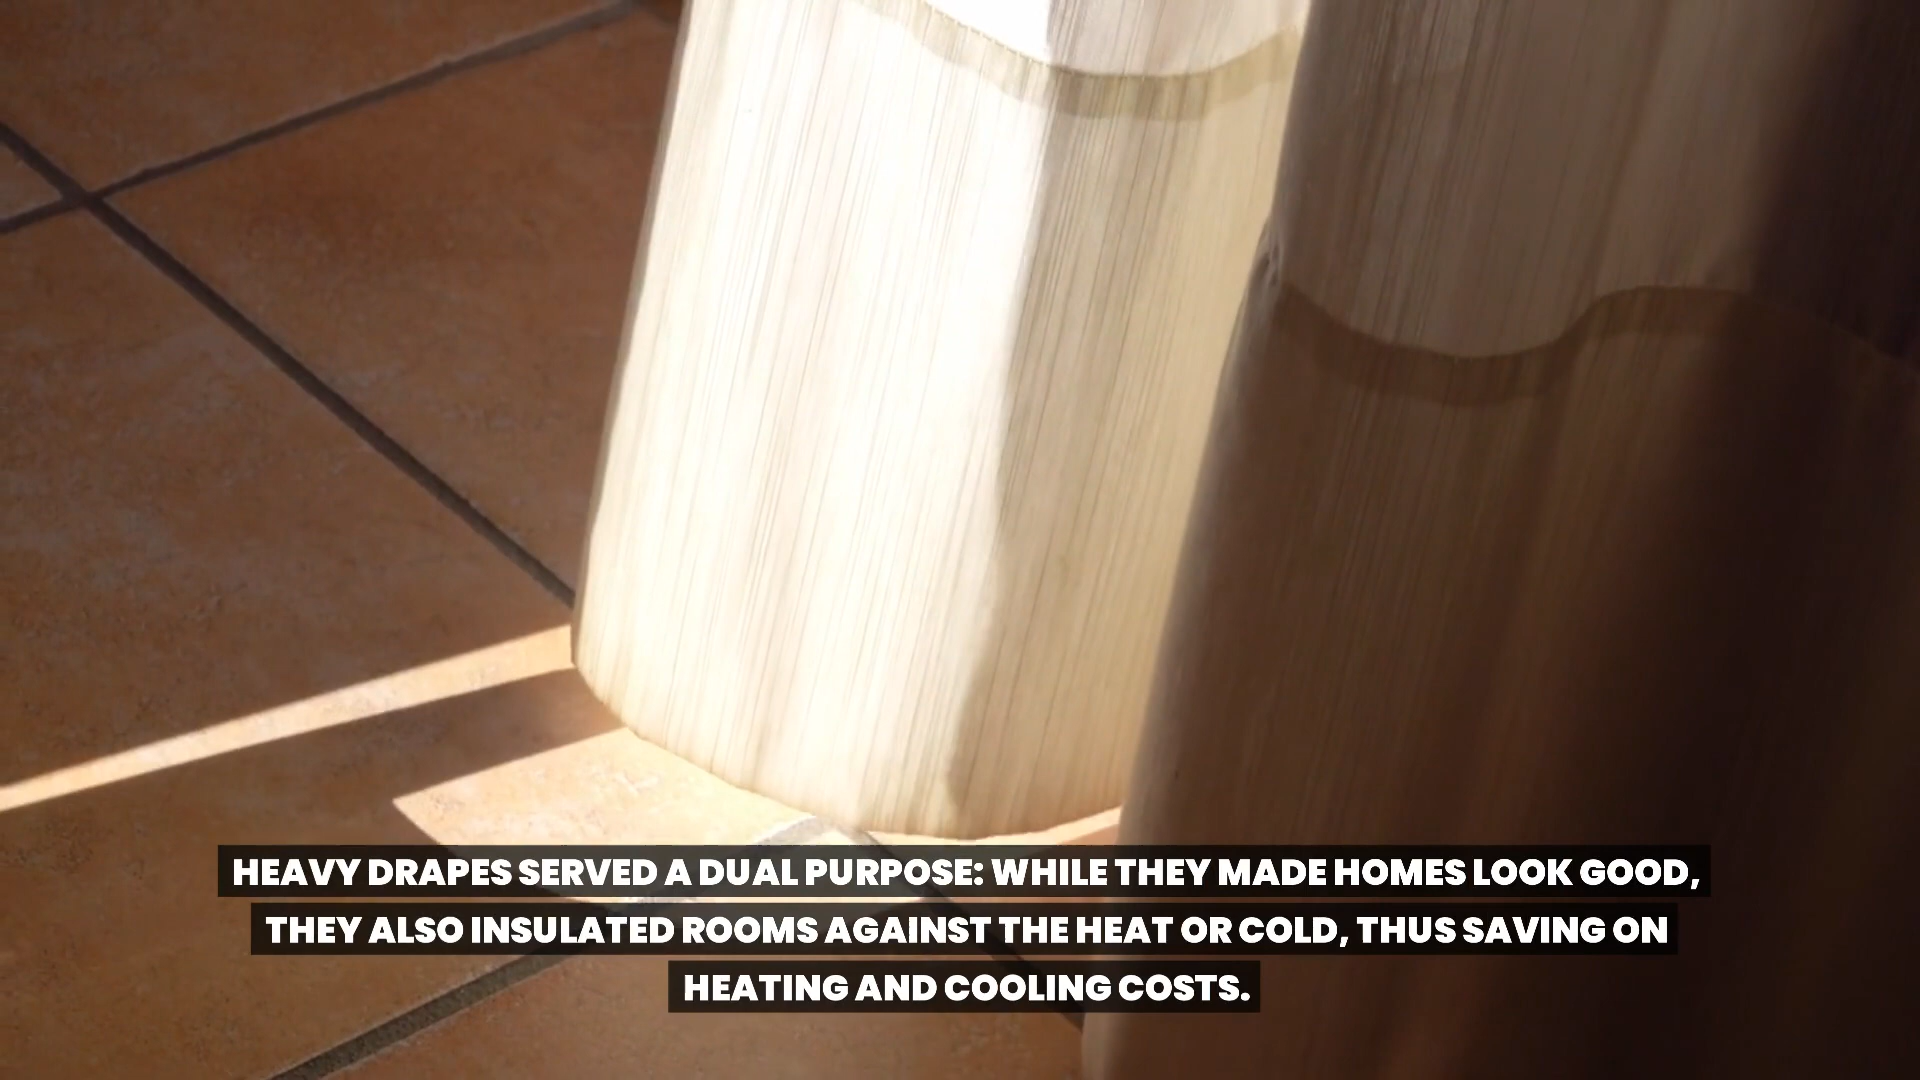 HEAVY DRAPES SERVED A DUAL PURPOSE: WHILE THEY MADE HOMES LOOK GOOD,
THEY ALSO INSULATED ROOMS AGAINST THE HEAT OR COLD, THUS SAVING ON
HEATING AND COOLING COSTS.